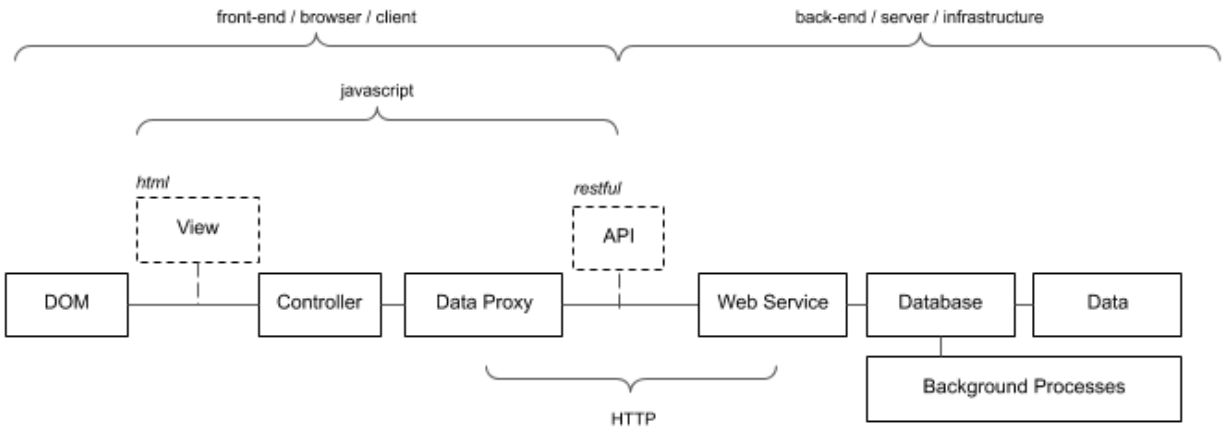 front-end / browser / client
back-end / server / infrastructure
javascript
html
restful
View
API
DOM
Controller
Data Proxy
Web Service
Database
Data
Background Processes
HTTP